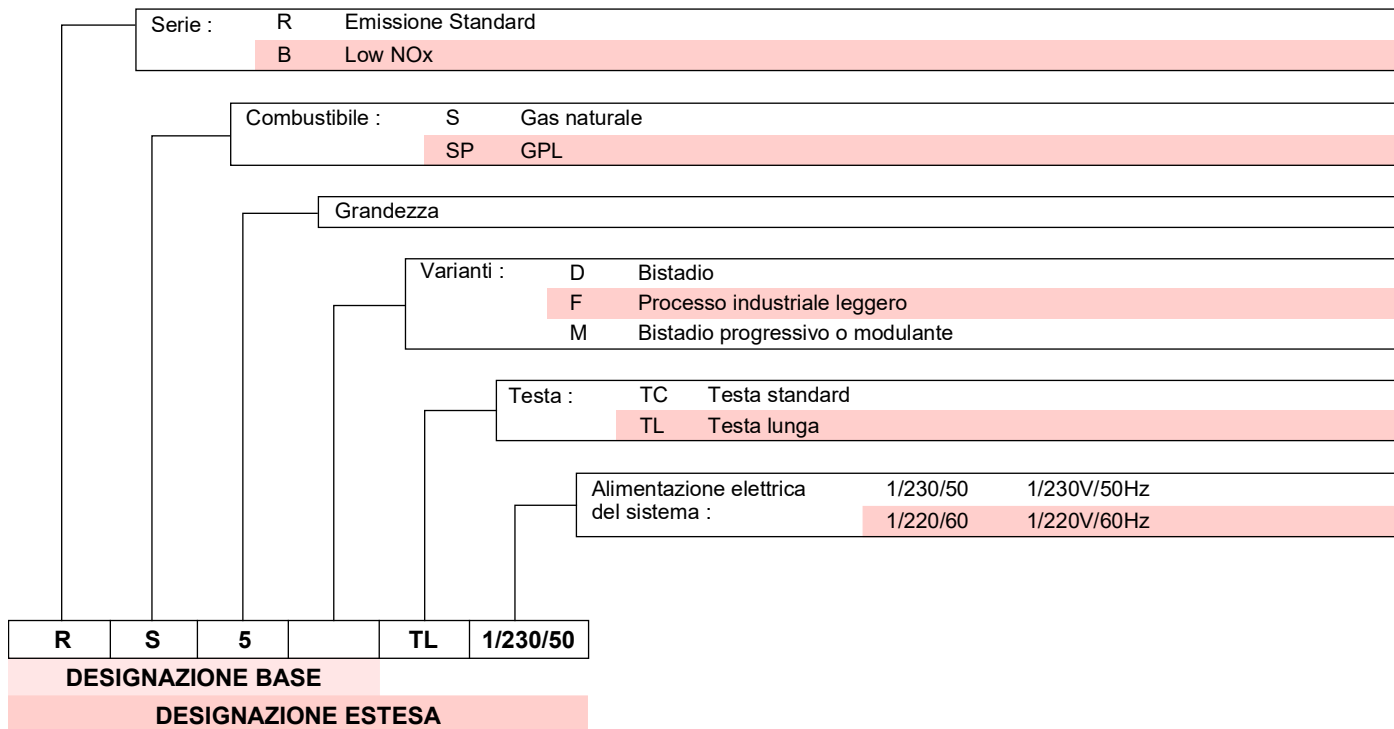 Serie : R Emissione Standard
B Low NOx
Combustibile : S Gas naturale
SP GPL
Grandezza
Varianti : D Bistadio
F Processo industriale leggero
M Bistadio progressivo o modulante
Testa : TC Testa standard
TL Testa lunga
Alimentazione elettrica 1/230/50 1/230V/50Hz
del sistema : 1/220/60 1/220V/60Hz
R S 5 TL 1/230/50
DESIGNAZIONE BASE
DESIGNAZIONE ESTESA